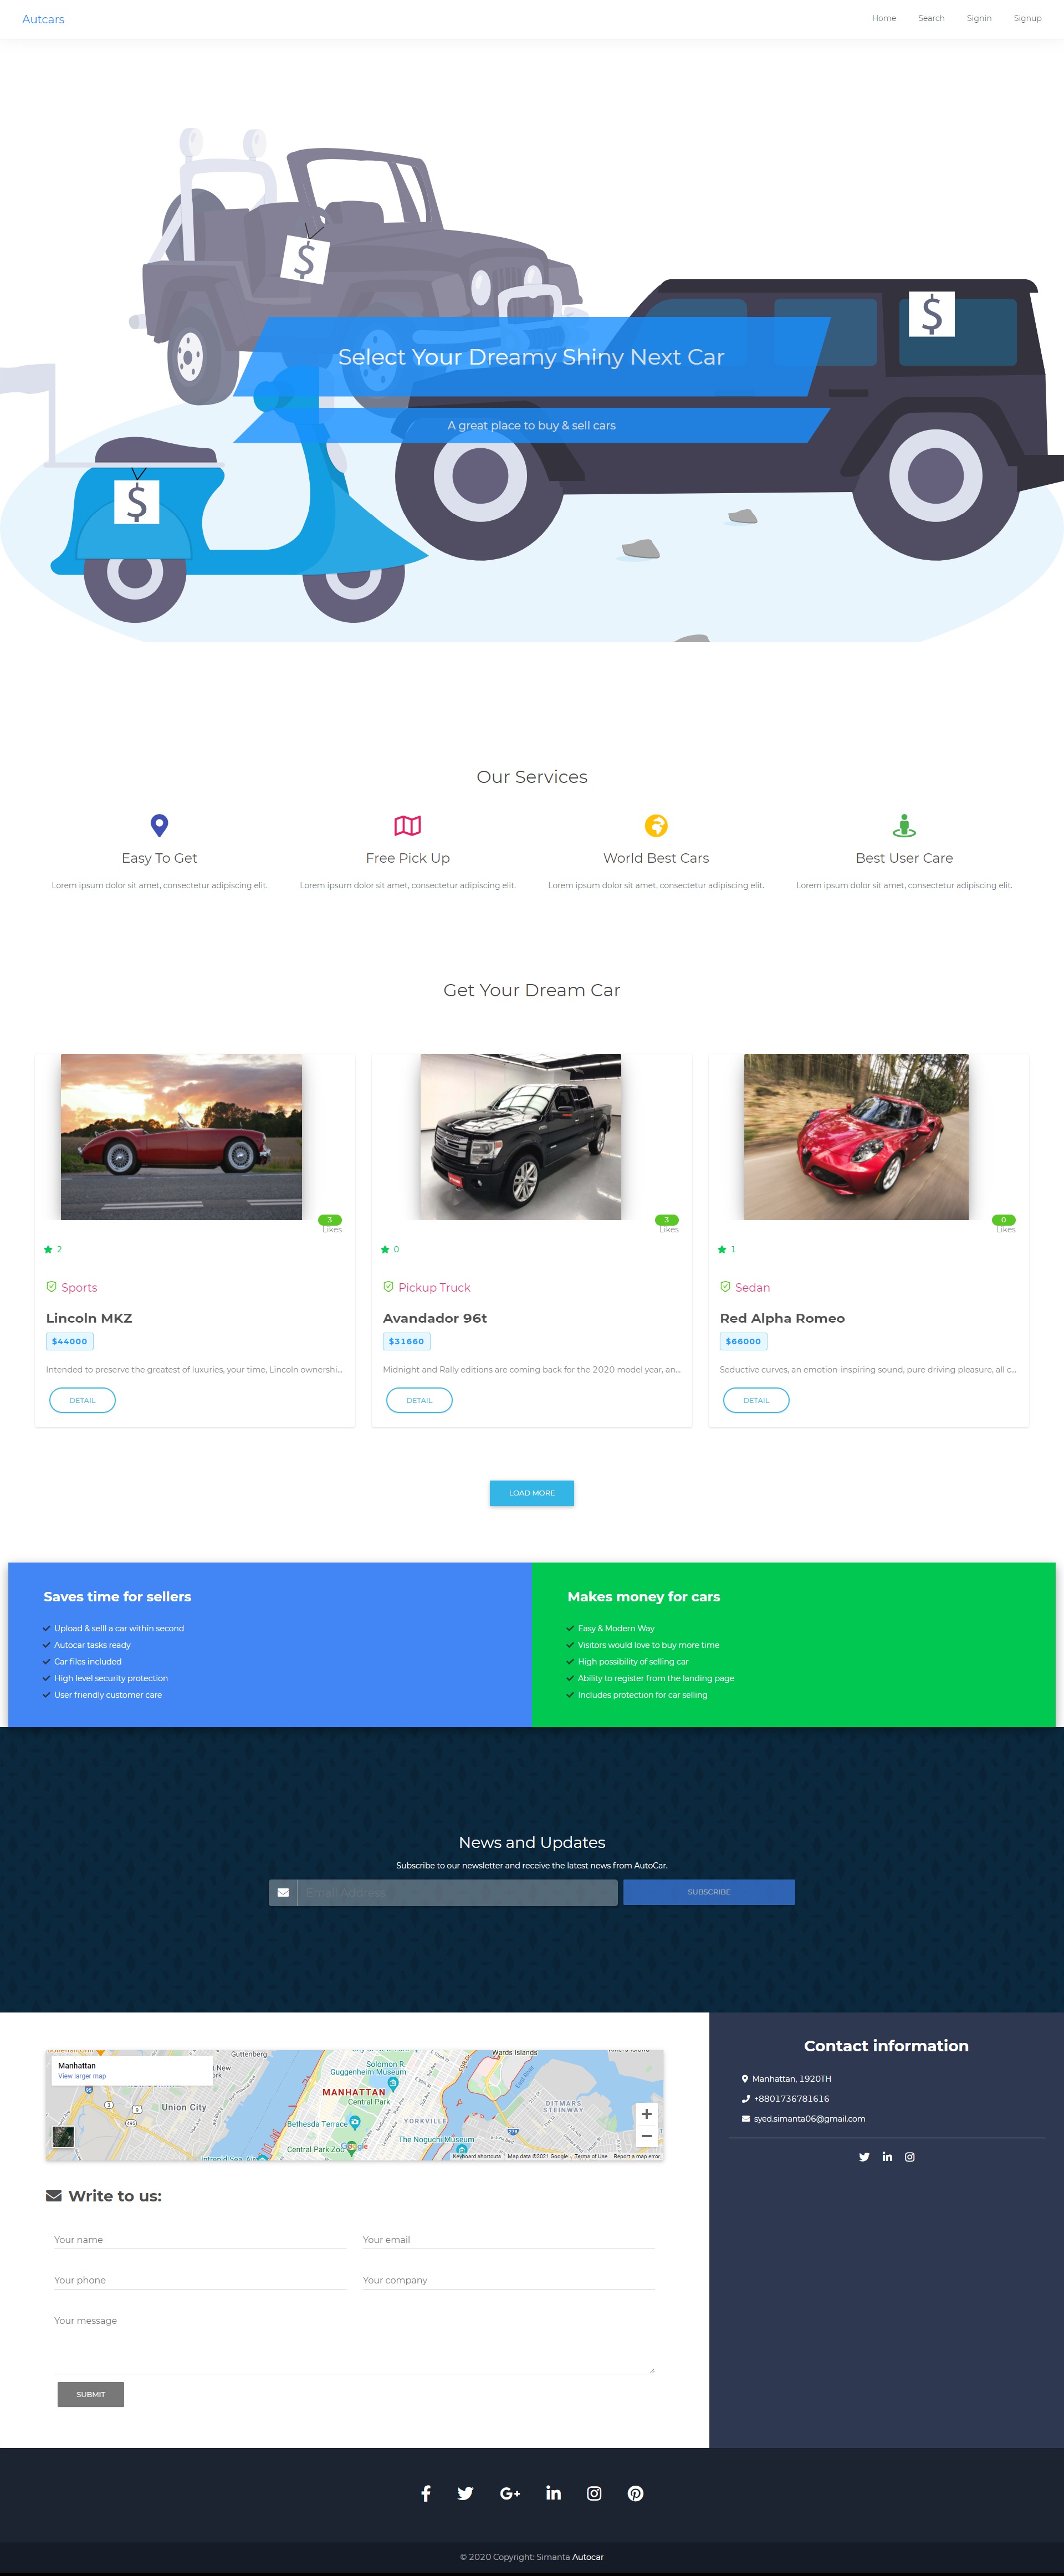 Autcars
Home
Search
Signin
Signup
$
$
$
Select Your Dreamy Shiny Next Car
A great place to buy & sell cars
Our Services
Easy To Get
Free Pick Up
World Best Cars
Best User Care
Lorem ipsum dolor sit amet, consectetur adipiscing elit.
Lorem ipsum dolor sit amet, consectetur adipiscing elit.
Lorem ipsum dolor sit amet, consectetur adipiscing elit.
Lorem ipsum dolor sit amet, consectetur adipiscing elit.
Get Your Dream Car
3
Likes
2
Sports
Lincoln MKZ
$44000
Intended to preserve the greatest of luxuries, your time, Lincoln ownershi...
DETAIL
3
Likes
0
Pickup Truck
Avandador 96t
$31660
Midnight and Rally editions are coming back for the 2020 model year, an...
DETAIL
0
Likes
1
Sedan
Red Alpha Romeo
$66000
Seductive curves, an emotion-inspiring sound, pure driving pleasure, all c...
DETAIL
LOAD MORE
Saves time for sellers
Upload & selll a car within second
Autocar tasks ready
Car files included
High level security protection
User friendly customer care
Makes money for cars
Easy & Modern Way
Visitors would love to buy more time
High possibility of selling car
Ability to register from the landing page
Includes protection for car selling
News and Updates
Subscribe to our newsletter and receive the latest news from AutoCar.
Email Address
SUBSCRIBE
Manhattan
View larger map
Guttenberg
Solomon R.
Guggenheim Museum
Wards Islands
MANHATTAN
Union City
495
3
9
495
YORKVILLE
DITMARS
STEINWAY
Bethesda Terrace
278
The Noguchi Museum
Central Park Zoo
Google
Intrepid Sea, Air
Keyboard shortcuts
Map data ©2021 Google
Terms of Use
Report a map error
Write to us:
Your name
Your email
Your phone
Your company
Your message
SUBMIT
Contact information
Manhattan, 1920TH
+8801736781616
syed.simanta06@gmail.com
© 2020 Copyright: Simanta Autocar